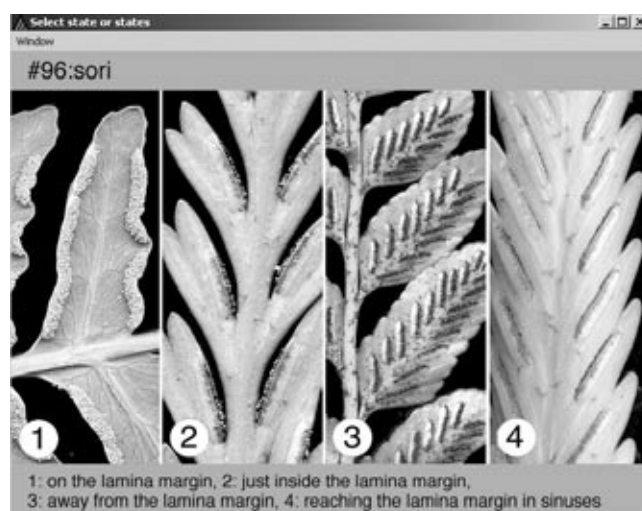 Select state or states
Window
#96:sori
1 2 3 4
1: on the lamina margin, 2: just inside the lamina margin,
3: away from the lamina margin, 4: reaching the lamina margin in sinuses